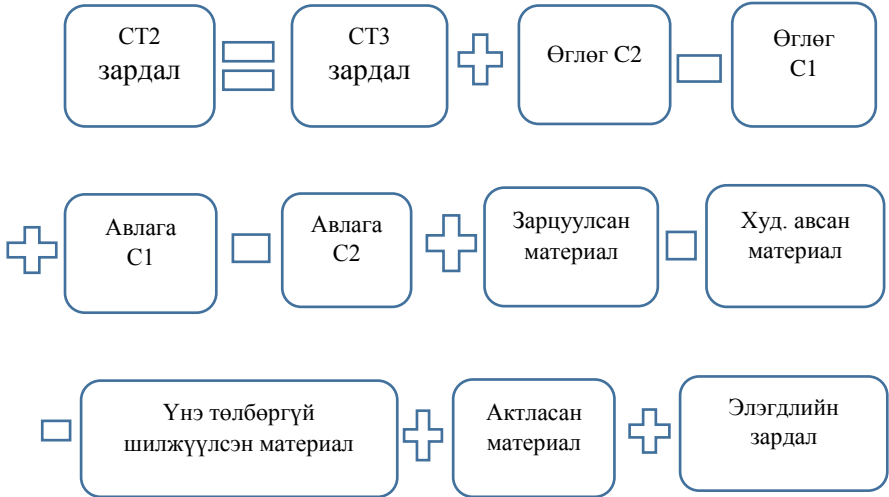 СТ2
зардал
СТ3
зардал
Өглөг С2
Өглөг
С1
Авлага
С1
Авлага
С2
Зарцуулсан
материал
Худ. авсан
материал
Үнэ төлбөргүй
шилжүүлсэн материал
Актласан
материал
Элэгдлийн
зардал